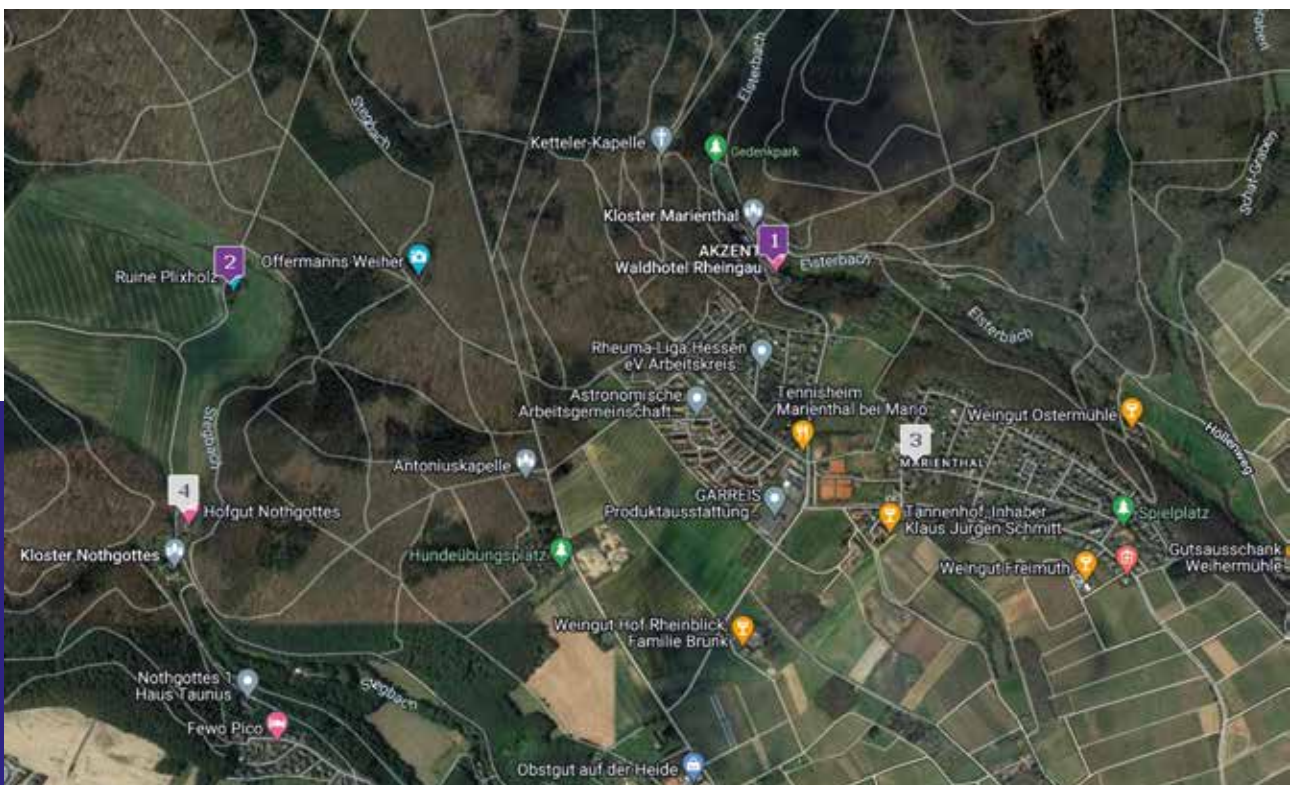 Elsterbach
Stegbach
Ketteler-Kapelle
Gedenkpark
Schaf-Graben
Kloster Marienthal
1
AKZENT
Waldhotel Rheingau
Elsterbach
2
Ruine Plixholz
Offermanns Weiher
Elsterbach
Rheuma-Liga Hessen
eV Arbeitskreis
Astronomische
Arbeitsgemeinschaft...
Tennisheim
Marienthal bei Mario
Weingut Ostermühle
Höllenweg
Stegbach
3
MARIENTHAL
Antoniuskapelle
4
Hofgut Nothgottes
GARREIS
Produktausstattung...
Tannenhof, Inhaber
Klaus Jürgen Schmitt
Spielplatz
Kloster Nothgottes
Hundeübungsplatz
Weingut Freimuth
Gutsausschank
Weihermühle
Weingut Hof Rheinblick,
Familie Brunk
Nothgottes 1
Haus Taunus
Stegbach
Fewo Pico
Obstgut auf der Heide